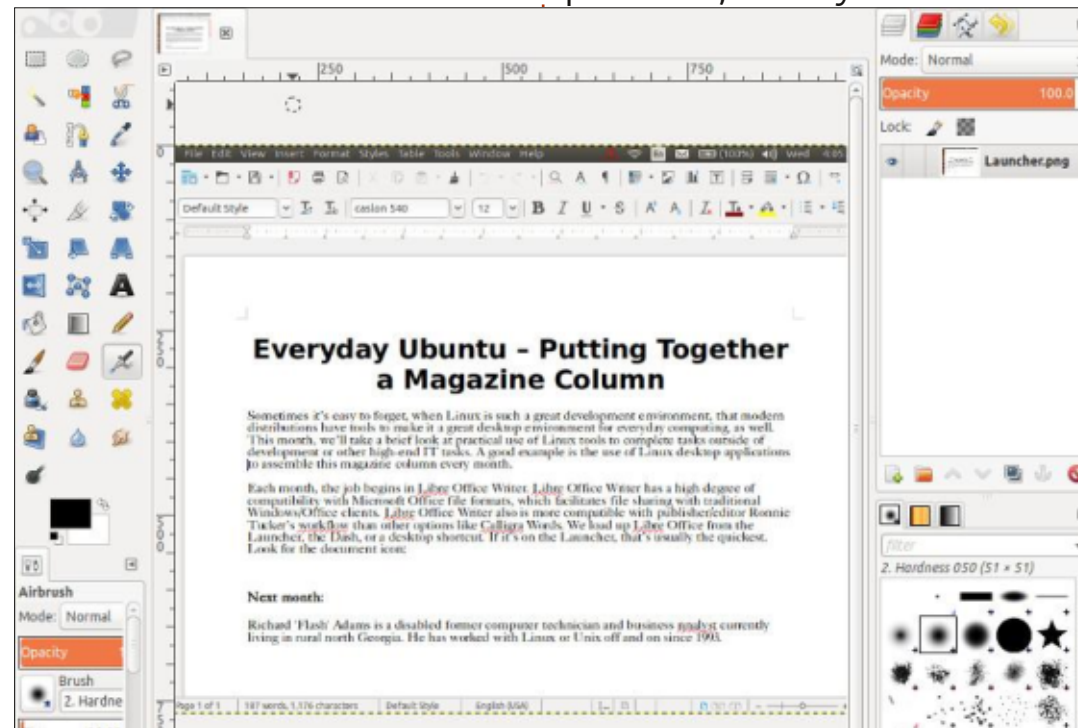 250 500 750
Mode: Normal
Opacity 100.0
Lock:
Launcher.png
File Edit View Insert Format Styles Table Tools Window Help En (100%) Wed 4:05
Default Style caslon 540 12 B I U S A A
Everyday Ubuntu – Putting Together
a Magazine Column
Sometimes it's easy to forget, when Linux is such a great development environment, that modern
distributions have tools to make it a great desktop environment for everyday computing, as well.
This month, we'll take a brief look at practical use of Linux tools to complete tasks outside of
development or other high-end IT tasks. A good example is the use of Linux desktop applications
to assemble this magazine column every month.
Each month, the job begins in Libre Office Writer. Libre Office Writer has a high degree of
compatibility with Microsoft Office file formats, which facilitates file sharing with traditional
Windows/Office clients. Libre Office Writer also is more compatible with publisher/editor Ronnie
Tucker's workflow than other options like Calligra Words. We load up Libre Office from the
Launcher, the Dash, or a desktop shortcut. If it's on the Launcher, that's usually the quickest.
Look for the document icon:
Next month:
Richard 'Flash' Adams is a disabled former computer technician and business analyst currently
living in rural north Georgia. He has worked with Linux or Unix off and on since 1993.
Page 1 of 1 187 words, 1,176 characters Default Style English (USA)
Airbrush
Mode: Normal
Opacity 1
Brush
2. Hardne
filter
2. Hardness 050 (51 × 51)